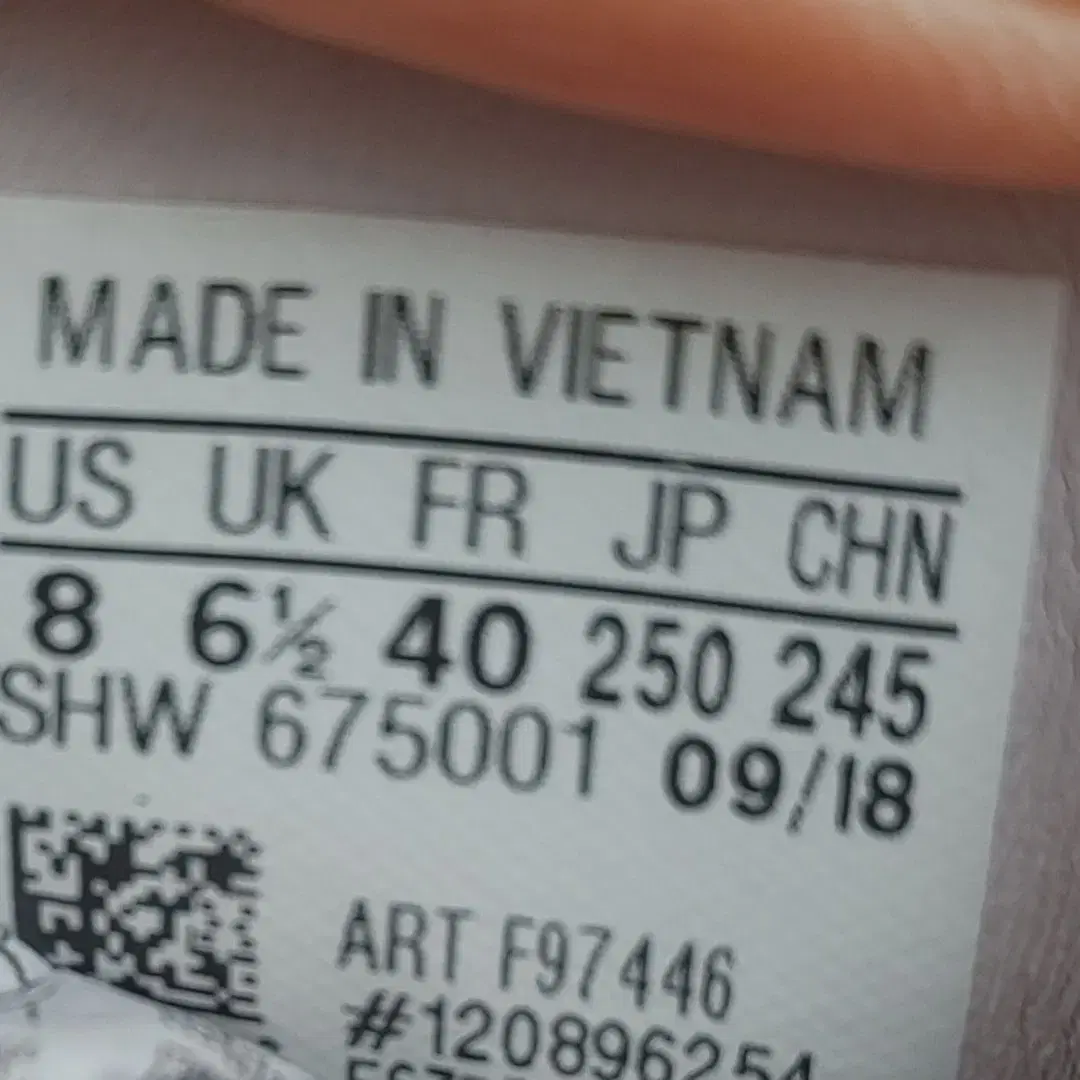 MADE IN VIETNAM
US UK FR JP CHN
8 6½ 40 250 245
SHW 675001 09/18
ART F97446
#120896254